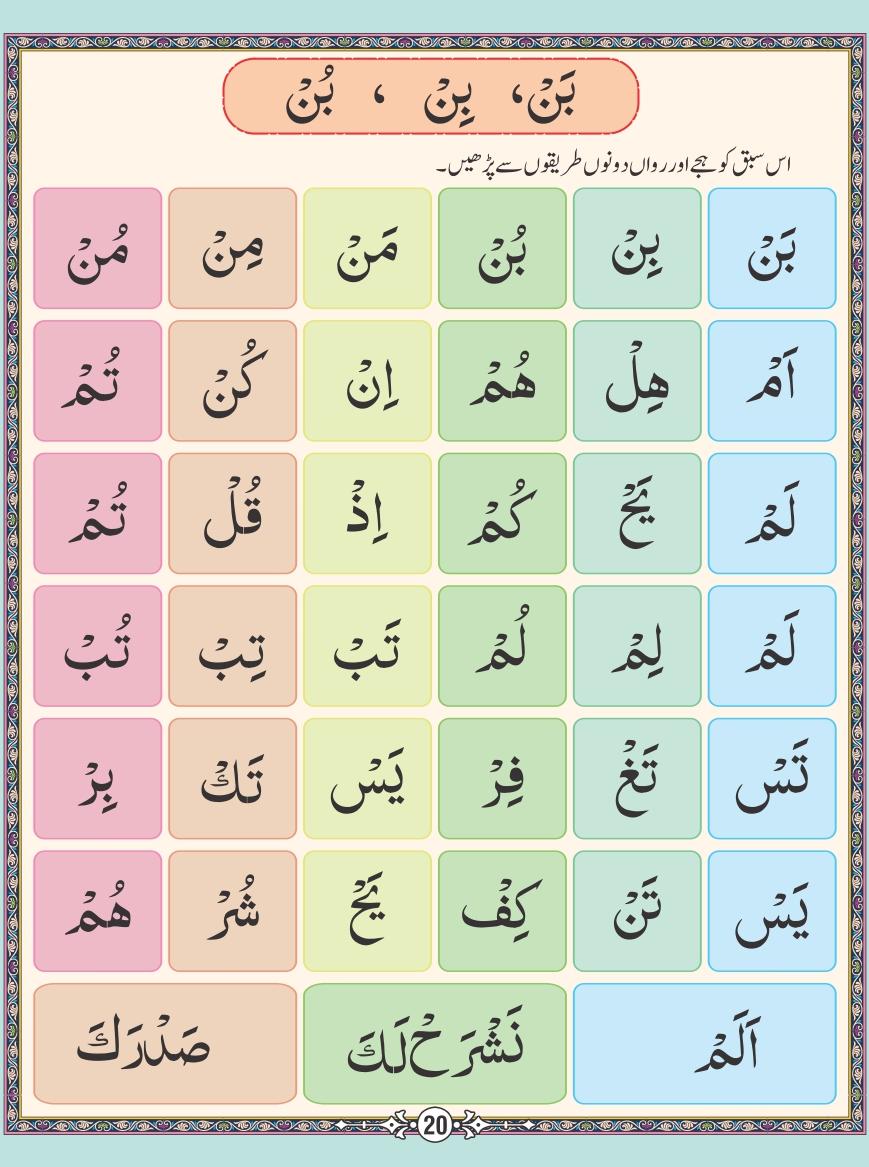 بَنْ، بِنْ ، بُنْ
اس سبق کو ہجے اور رواں دونوں طریقوں سے پڑھیں۔
بَنْ بِنْ بُنْ مَنْ مِنْ مُنْ
اَمْ هِلْ هُمْ اِنْ كُنْ تُمْ
لَمْ يَحْ كُمْ اِذْ قُلْ تُمْ
لَمْ لِمْ لُمْ تَبْ تِبْ تُبْ
تَسْ تَغْ فِرْ يَسْ تَكْ بِرْ
يَسْ تَنْ كِفْ يَحْ شُرْ هُمْ
اَلَمْ نَشْرَحْ لَكَ صَدْرَكَ
20